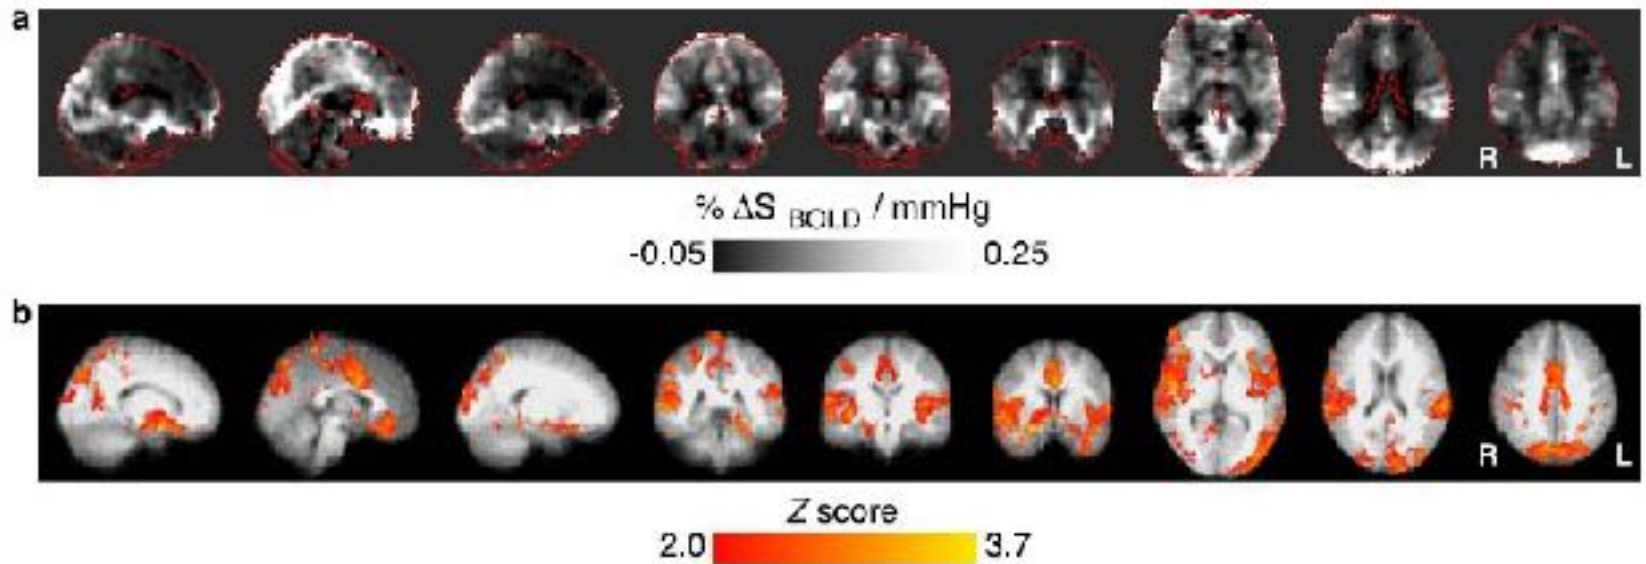 a
R L
% ΔS BOLD / mmHg
-0.05 0.25
b
R L
Z score
2.0 3.7